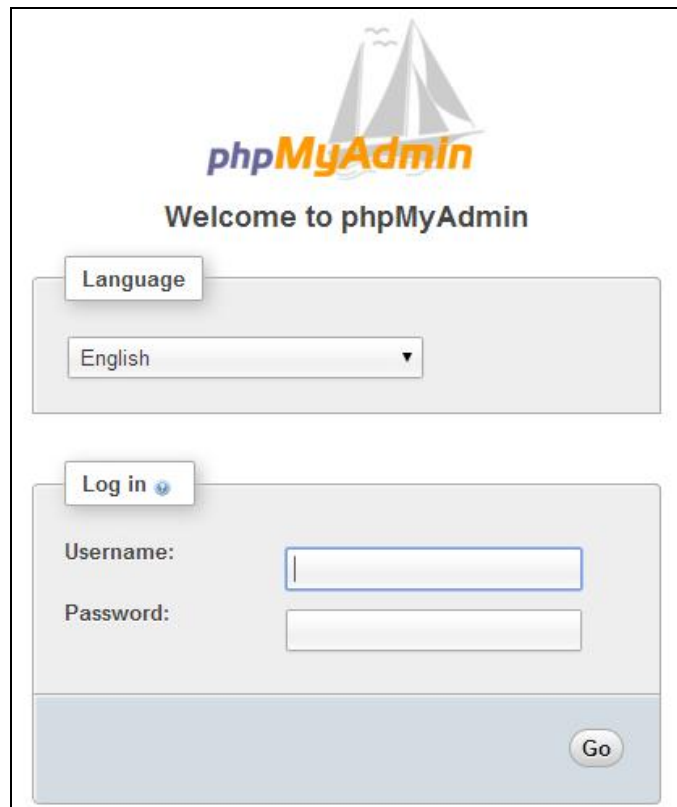 phpMyAdmin
Welcome to phpMyAdmin
Language
English
Log in
Username:
Password:
Go